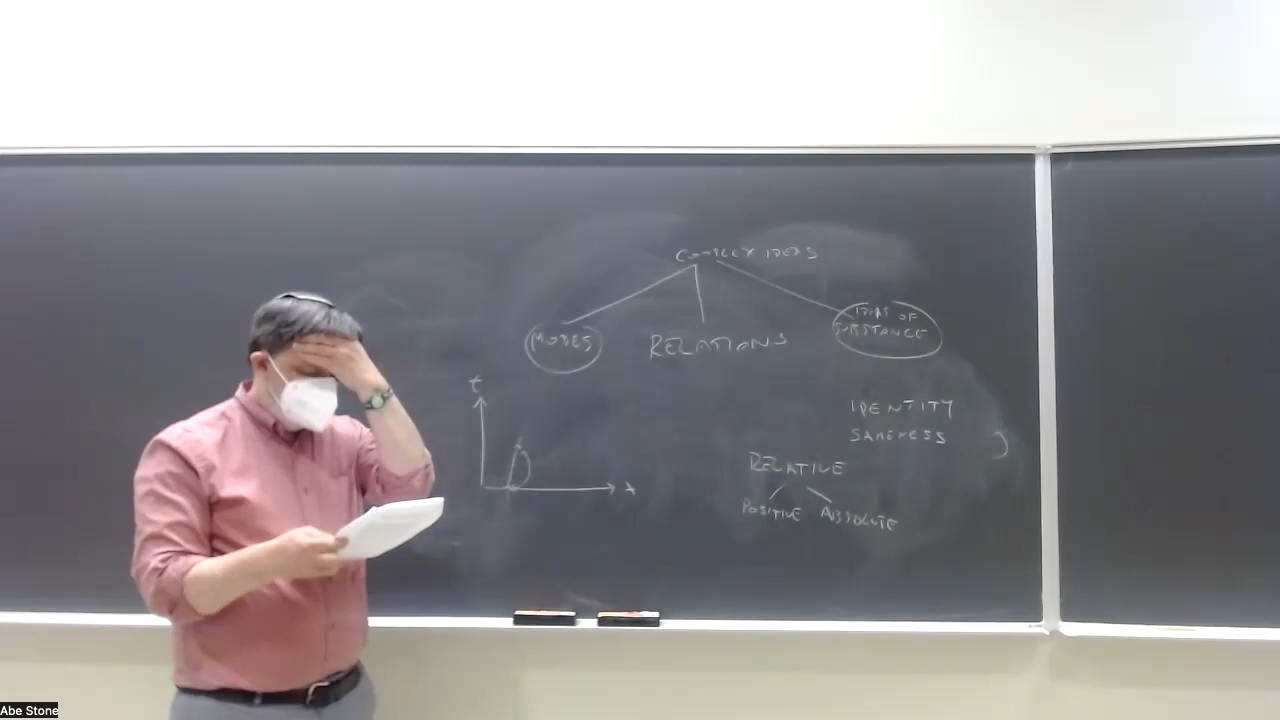 COMPLEX IDEAS
MODES
RELATIONS
IDEAS OF
SUBSTANCE
t
x
IDENTITY
SAMENESS
RELATIVE
POSITIVE ABSOLUTE
Abe Stone